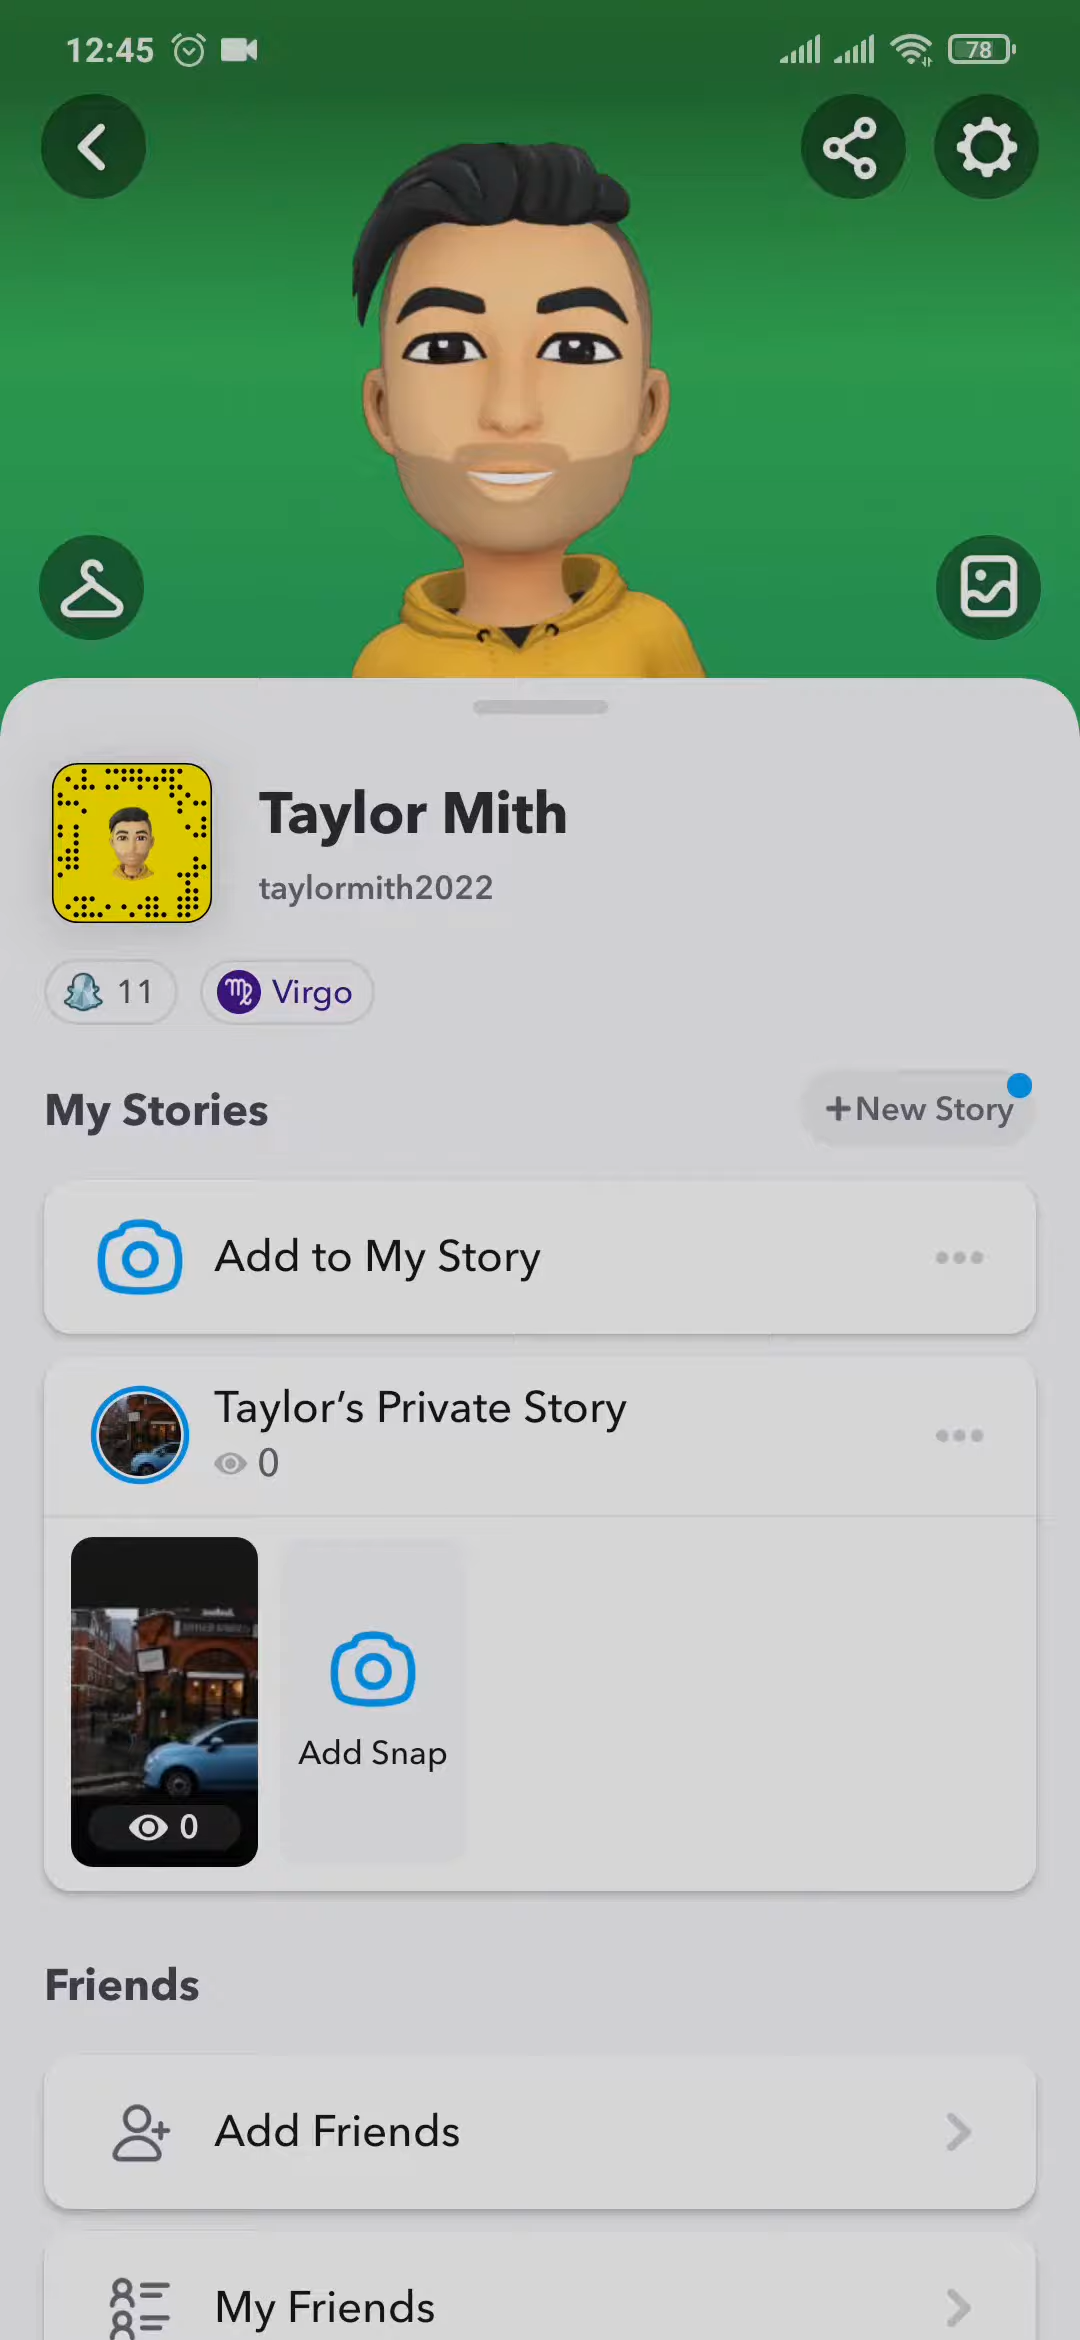 12:45
78
Taylor Mith
taylormith2022
11
Virgo
My Stories
+New Story
Add to My Story
Taylor's Private Story
0
0
Add Snap
Friends
Add Friends
My Friends